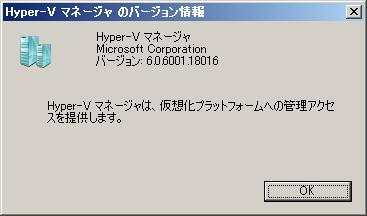 Hyper-V マネージャ のバージョン情報
Hyper-V マネージャ
Microsoft Corporation
バージョン: 6.0.6001.18016
Hyper-V マネージャは、仮想化プラットフォームへの管理アクセ
スを提供します。
OK